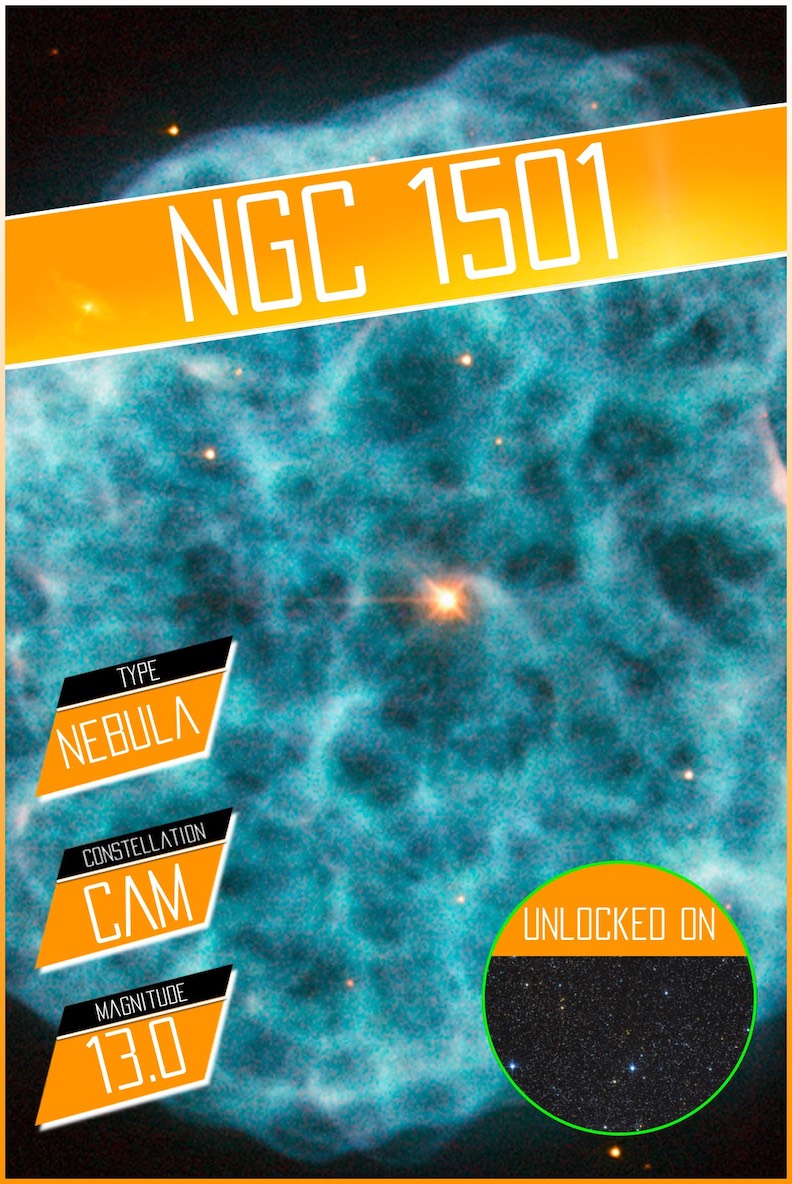 NGC 1501
TYPE
NEBULA
CONSTELLATION
CAM
MAGNITUDE
13.0
UNLOCKED ON